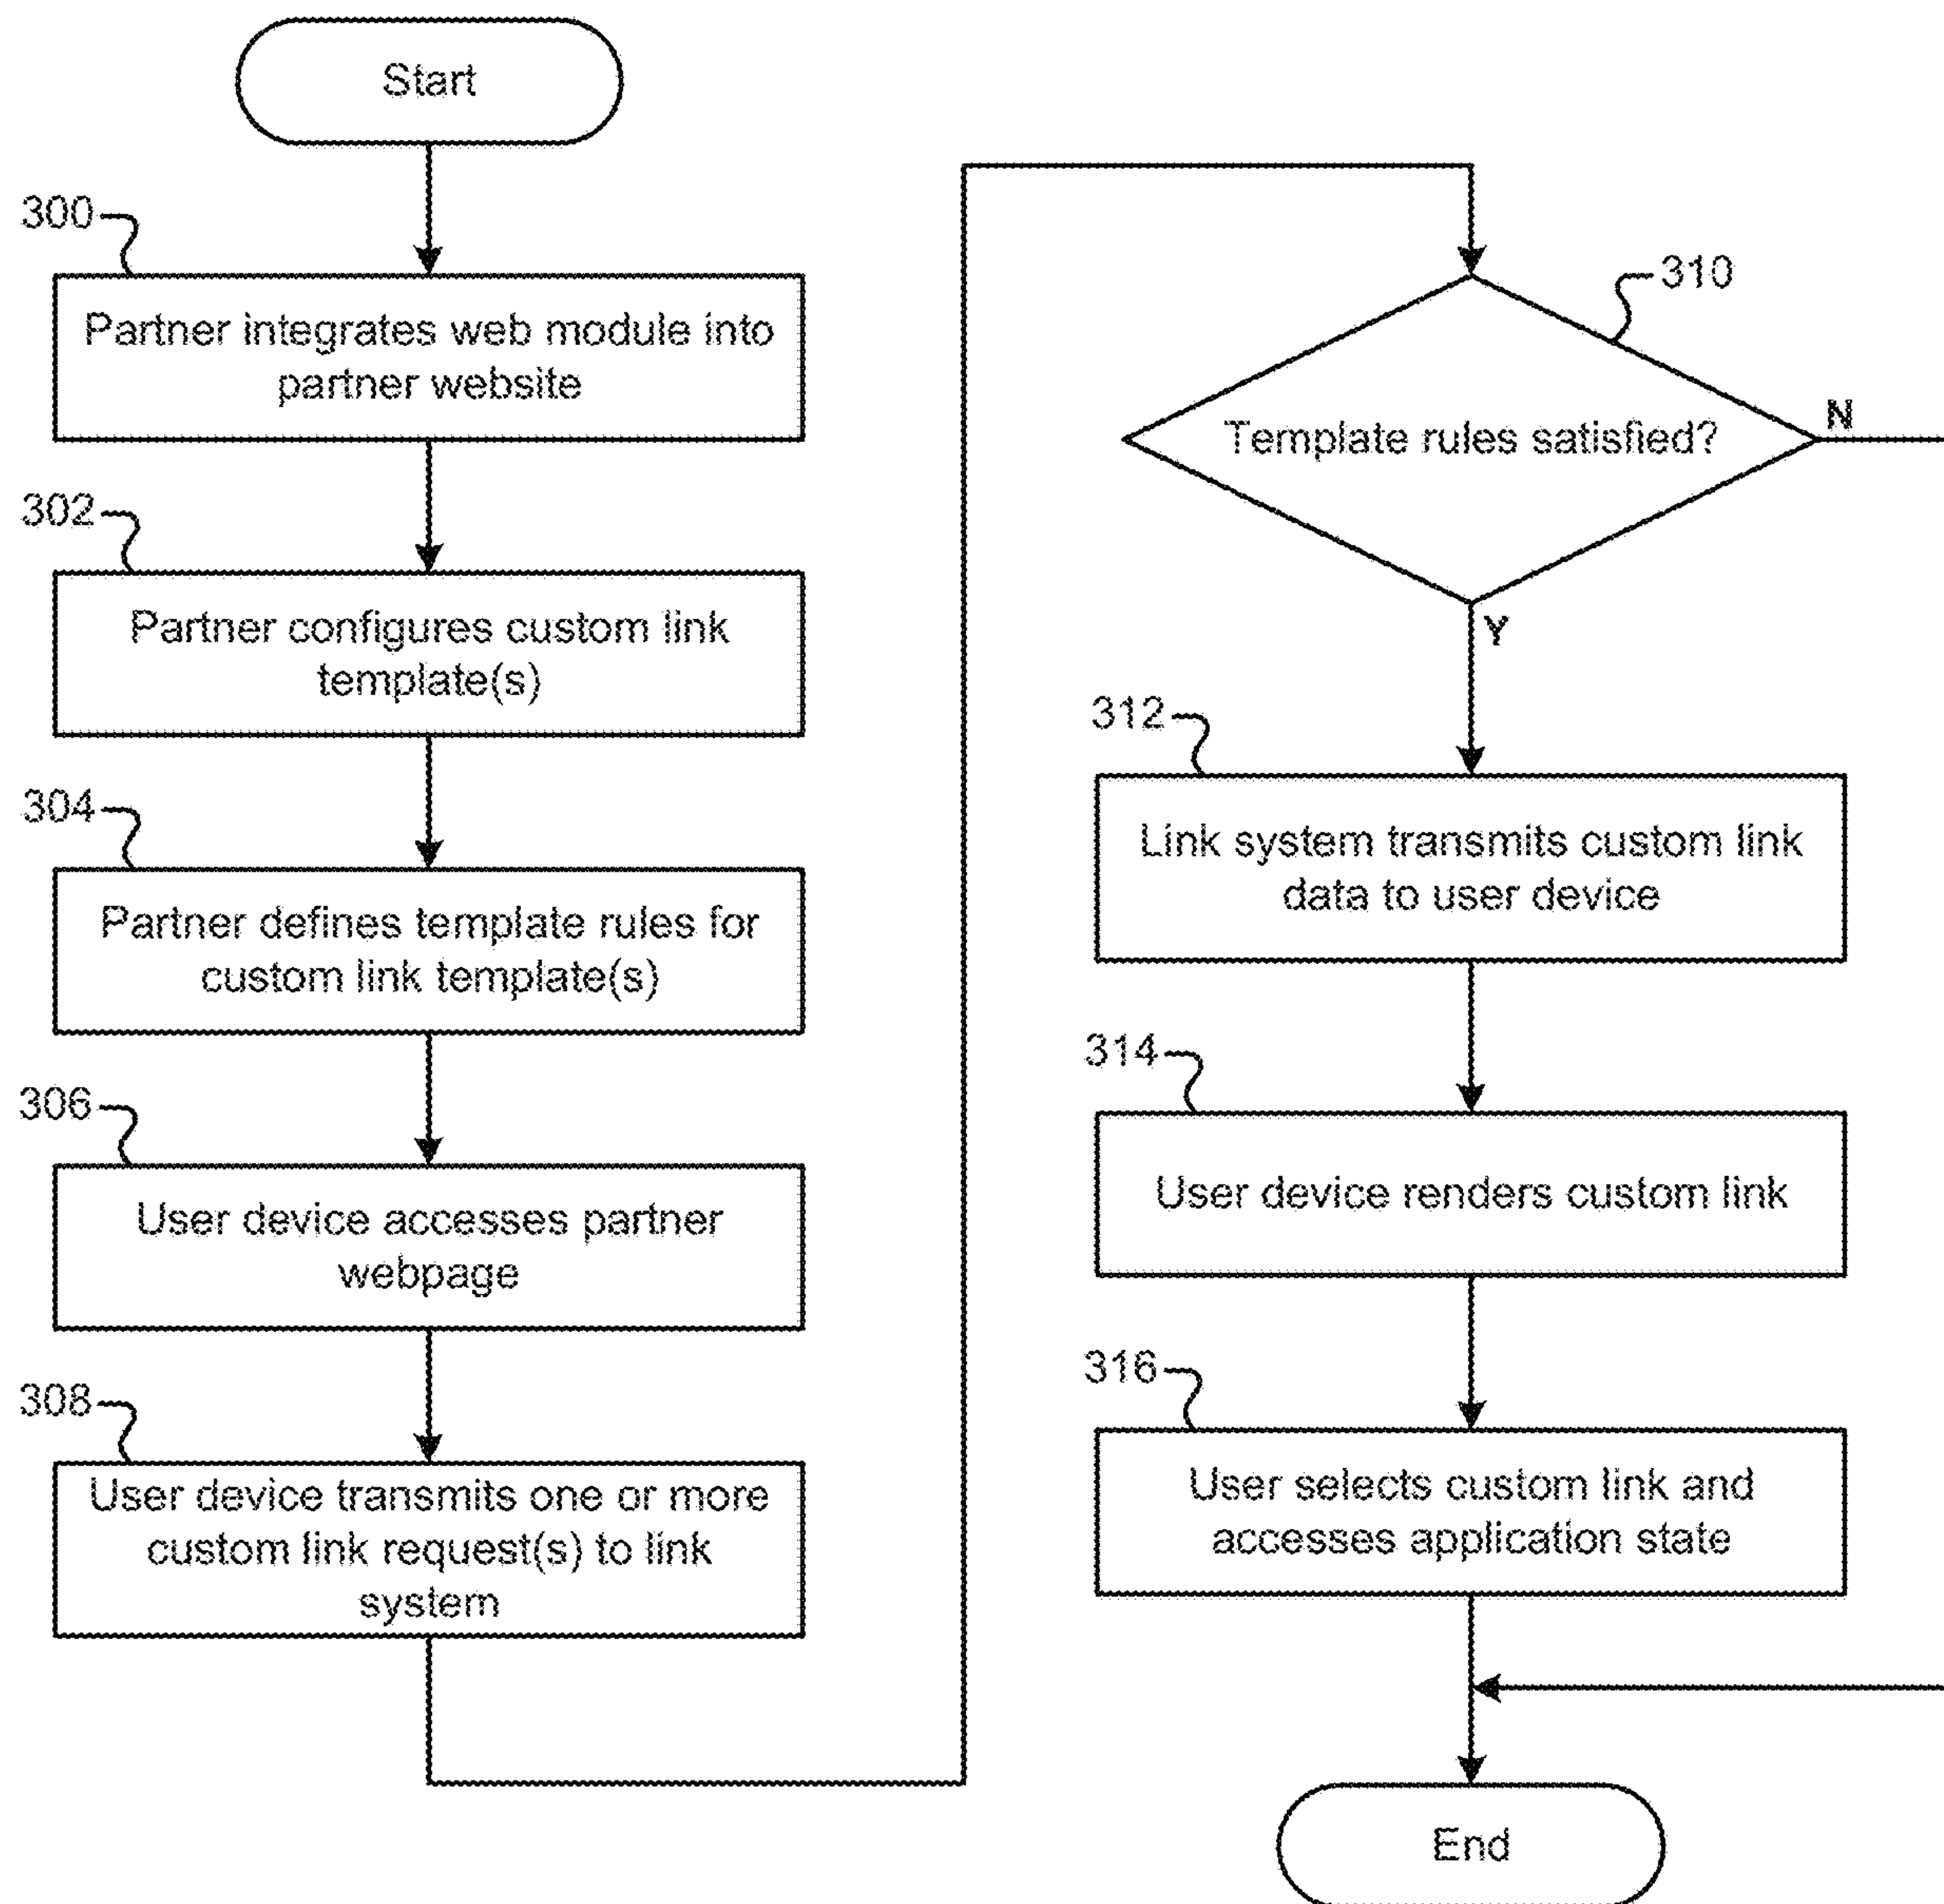 Start
300
Partner integrates web module into
partner website
302
Partner configures custom link
template(s)
304
Partner defines template rules for
custom link template(s)
306
User device accesses partner
webpage
308
User device transmits one or more
custom link request(s) to link
system
310
Template rules satisfied?
N
Y
312
Link system transmits custom link
data to user device
314
User device renders custom link
316
User selects custom link and
accesses application state
End